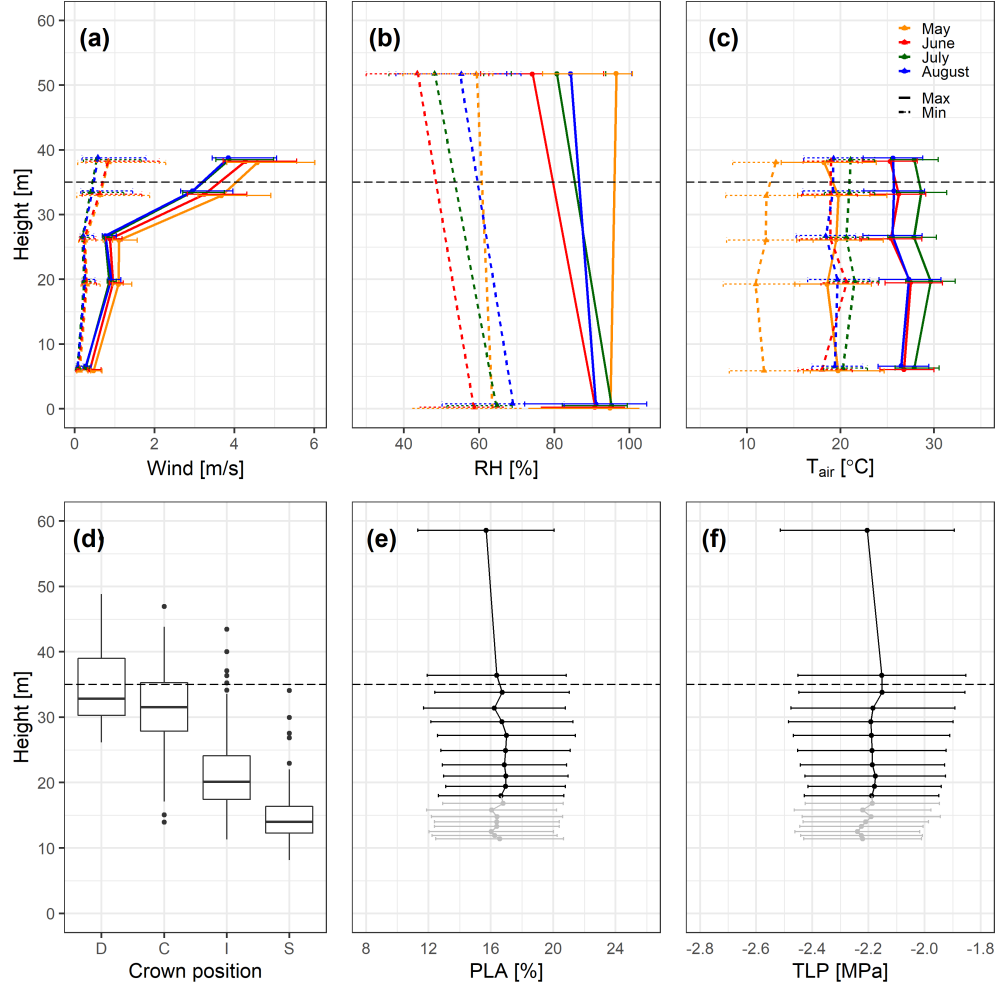 (a)
(b)
(c)
May
June
July
August
Max
Min
Height [m]
60
50
40
30
20
10
0
0 2 4 6
40 60 80 100
10 20 30
Wind [m/s]
RH [%]
Tair [°C]
(d)
(e)
(f)
Height [m]
60
50
40
30
20
10
0
D C I S
8 12 16 20 24
-2.8 -2.6 -2.4 -2.2 -2.0 -1.8
Crown position
PLA [%]
TLP [MPa]